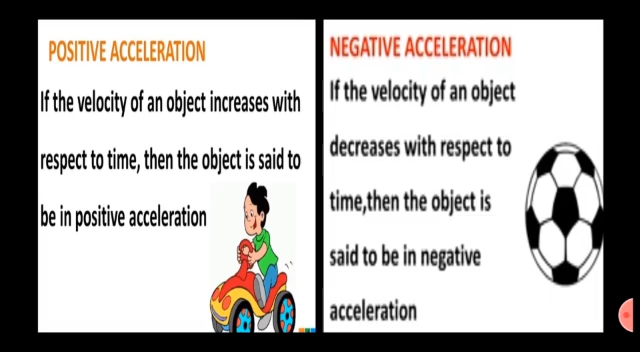 POSITIVE ACCELERATION
If the velocity of an object increases with
respect to time, then the object is said to
be in positive acceleration
NEGATIVE ACCELERATION
If the velocity of an object
decreases with respect to
time,then the object is
said to be in negative
acceleration